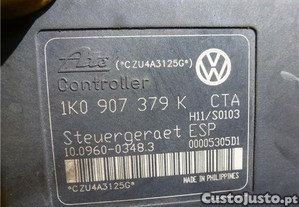 Ate (*CZU4A3125G*)
Controller
1K0 907 379 K CTA
H11/S0103
Steuergeraet ESP
10.0960-0348.3 00005305D1
MADE IN PHILIPPINES
*CZU4A3125G*
CustoJusto.pt